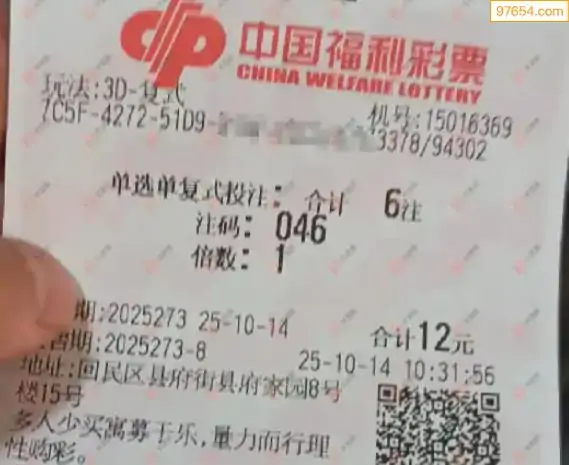 97654.com
中国福利彩票
CHINA WELFARE LOTTERY
玩法:3D-复式
机号:15016369
7C5F-4272-51D9-
3378/94302
单选单复式投注: 合计 6注
注码: 046
倍数: 1
期:2025273 25-10-14
合计12元
售期:2025273-8
25-10-14 10:31:56
地址:回民区县府街县府家园8号
楼15号
多人少买寓募于乐,量力而行理
性购彩。